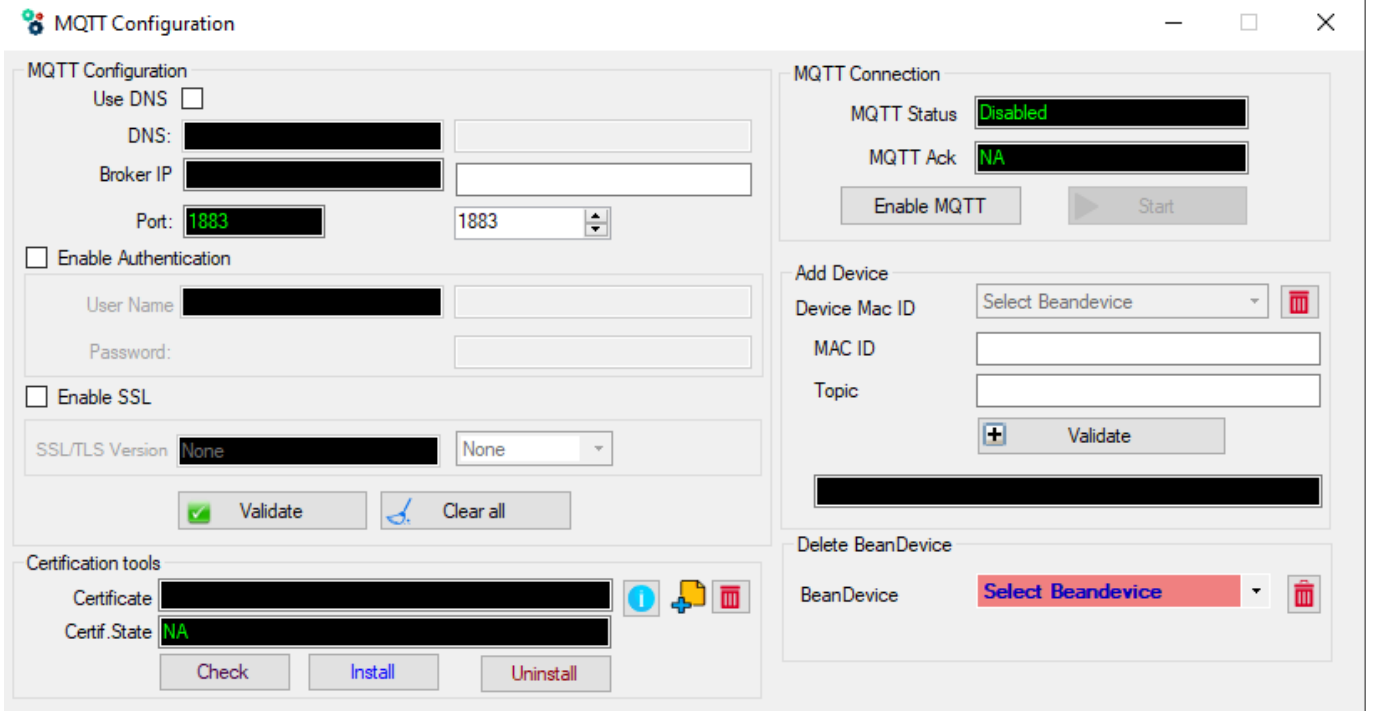 MQTT Configuration
MQTT Configuration
Use DNS
DNS:
Broker IP
Port: 1883 1883
Enable Authentication
User Name
Password:
Enable SSL
SSL/TLS Version None None
Validate Clear all
Certification tools
Certificate
Certif.State NA
Check Install Uninstall
MQTT Connection
MQTT Status Disabled
MQTT Ack NA
Enable MQTT Start
Add Device
Device Mac ID Select Beandevice
MAC ID
Topic
Validate
Delete BeanDevice
BeanDevice Select Beandevice